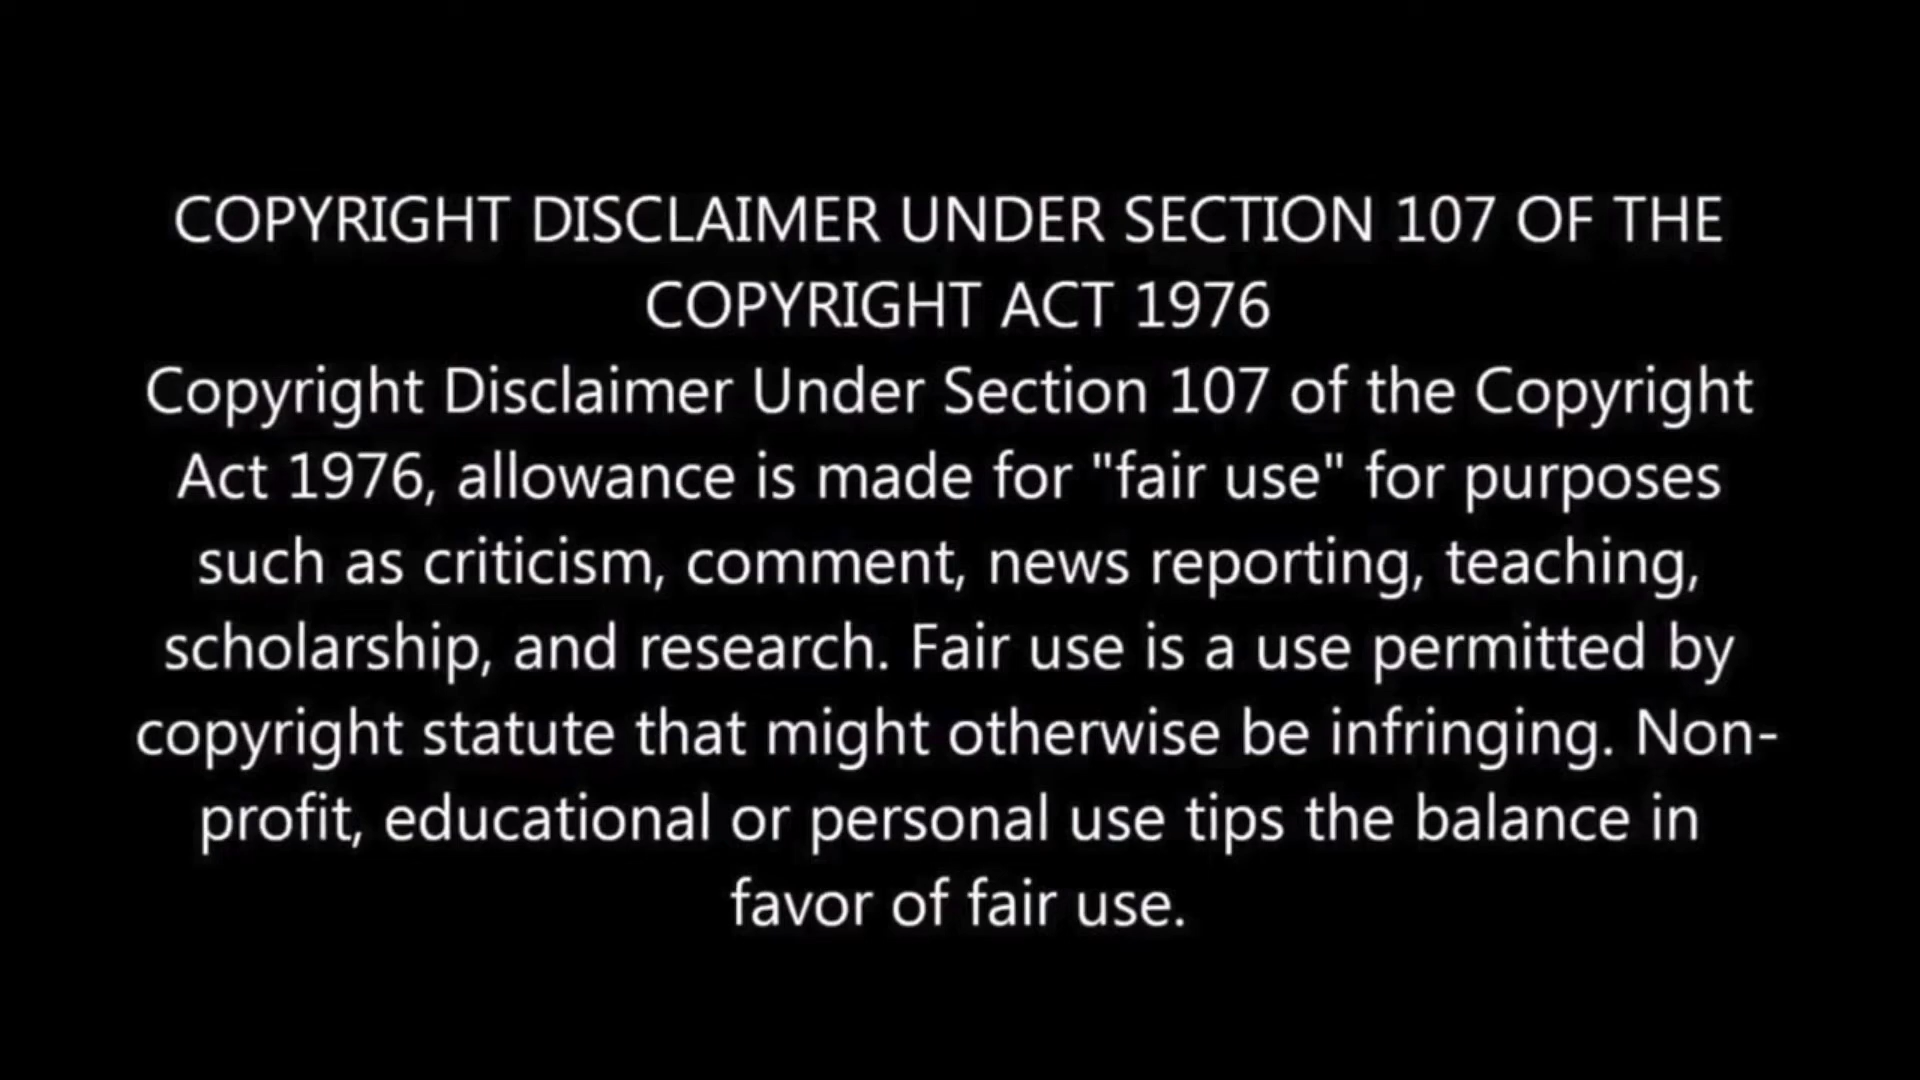 COPYRIGHT DISCLAIMER UNDER SECTION 107 OF THE
COPYRIGHT ACT 1976
Copyright Disclaimer Under Section 107 of the Copyright
Act 1976, allowance is made for "fair use" for purposes
such as criticism, comment, news reporting, teaching,
scholarship, and research. Fair use is a use permitted by
copyright statute that might otherwise be infringing. Non-
profit, educational or personal use tips the balance in
favor of fair use.